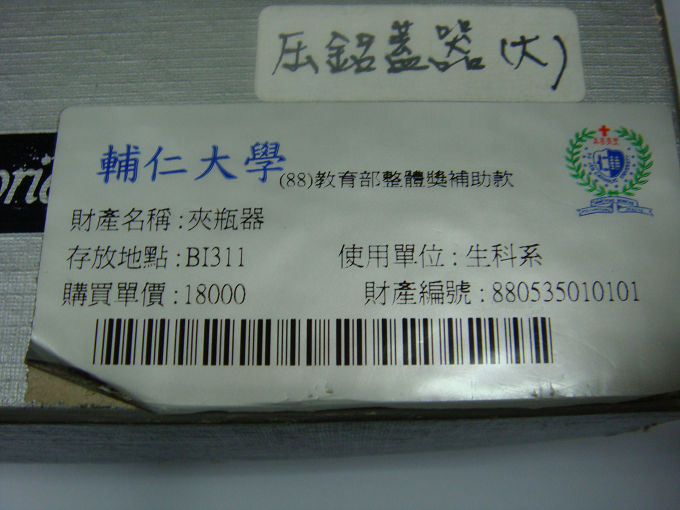 压鋁蓋器(大)
輔仁大學(88)教育部整體獎補助款
財產名稱:夾瓶器
存放地點:BI311 使用單位:生科系
購買單價:18000 財產編號:880535010101